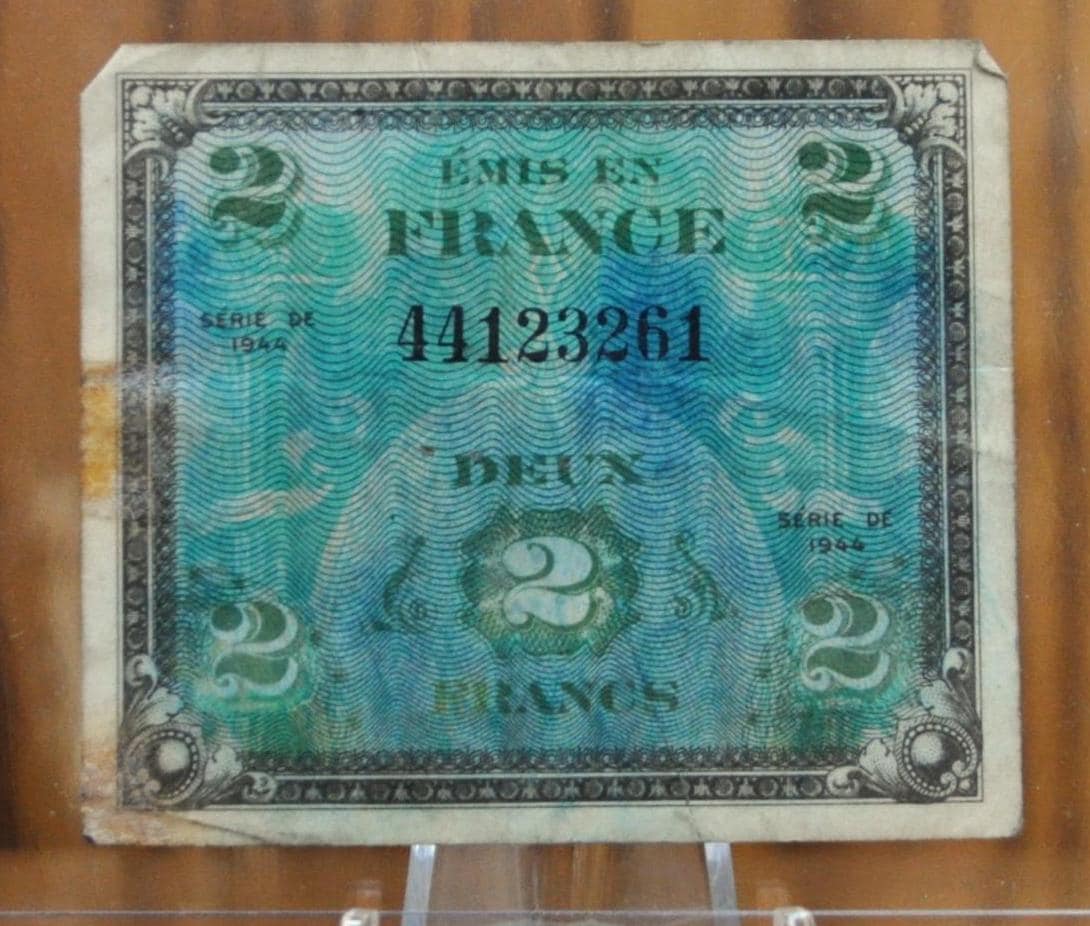 2 2
ÉMIS EN
FRANCE
SÉRIE DE
1944
44123261
DEUX
SÉRIE DE
1944
2
2 2
FRANCS